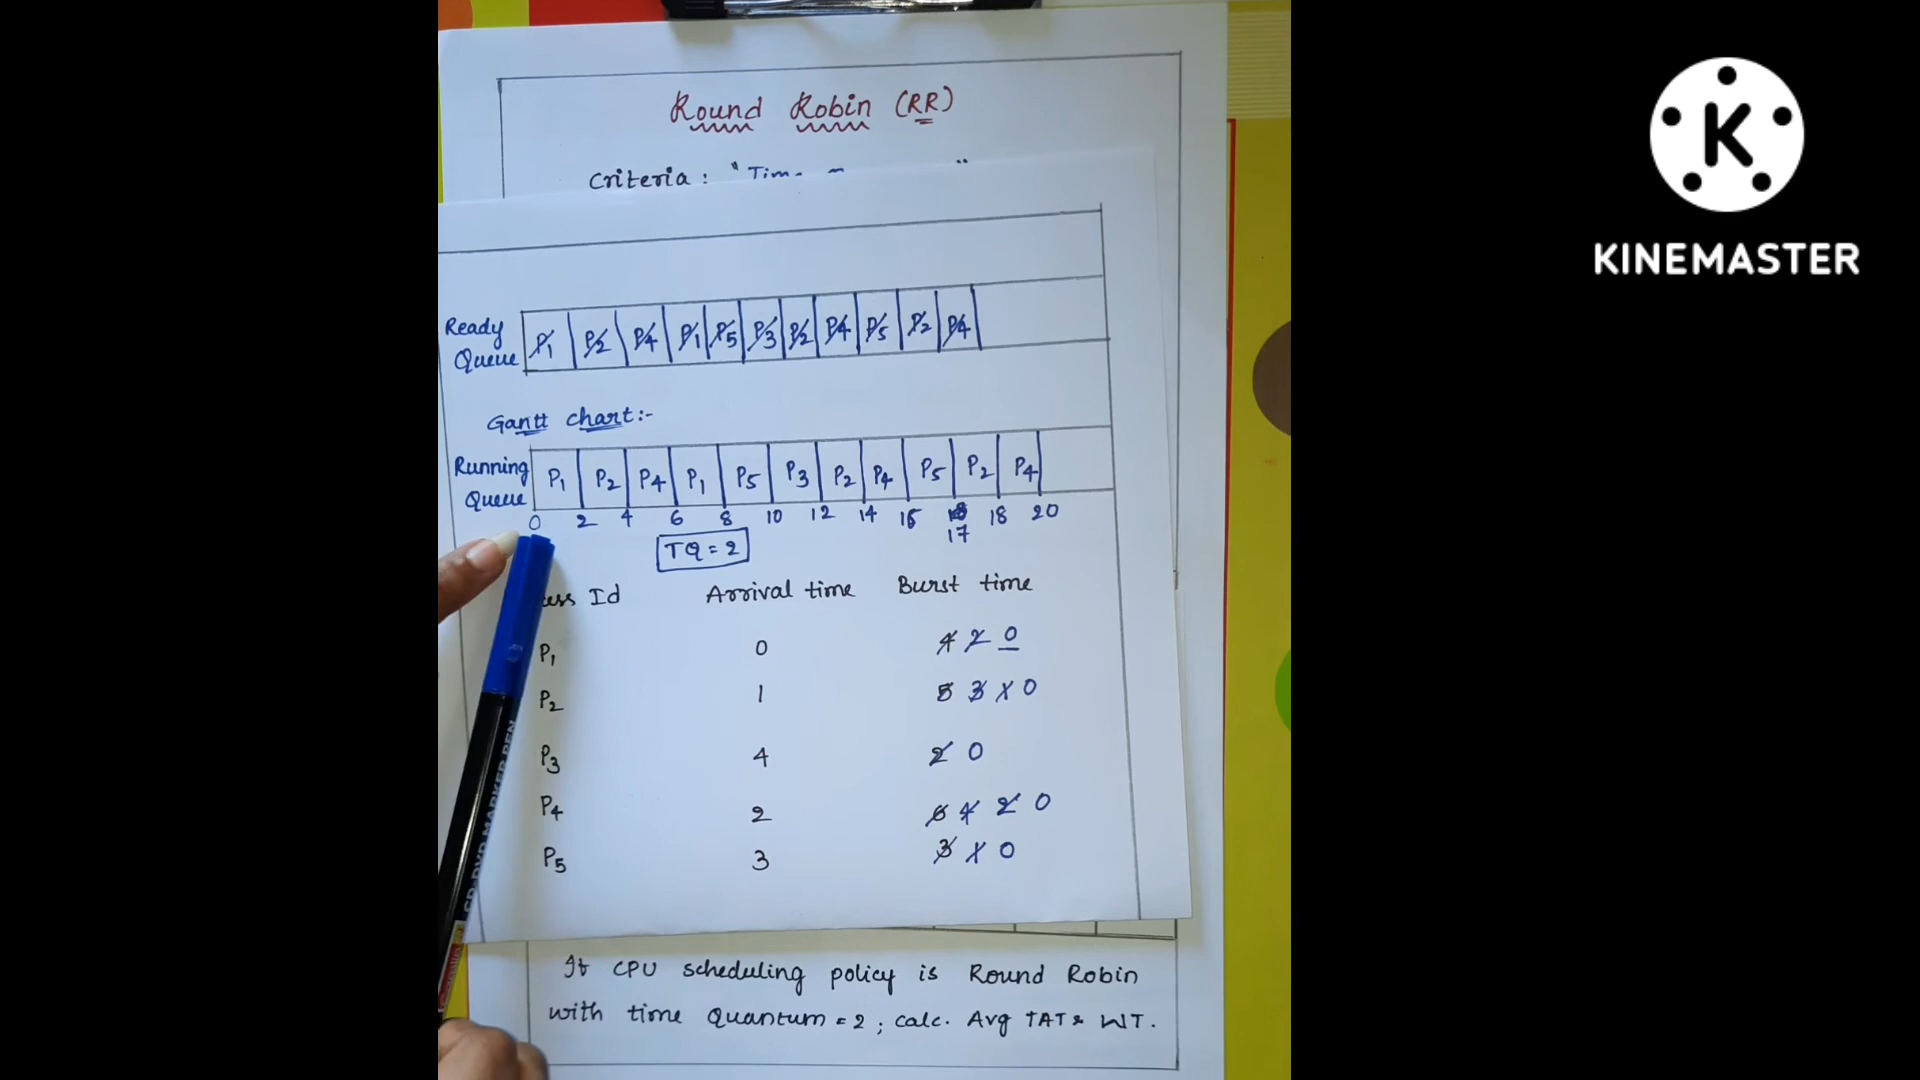 Round Robin (RR)
Criteria : "
Ready Queue P1 P2 P4 P1 P5 P3 P2 P4 P5 P2 P4
Gantt chart:-
Running Queue P1 P2 P4 P1 P5 P3 P2 P4 P5 P2 P4
0 2 4 6 8 10 12 14 16 18 20
17
TQ = 2
Id Arrival time Burst time
P1 0 4 2 0
P2 1 5 3 1 0
P3 4 2 0
P4 2 6 4 2 0
P5 3 3 1 0
If CPU scheduling policy is Round Robin
with time Quantum = 2 ; calc. Avg TAT & WT.
K
KINEMASTER